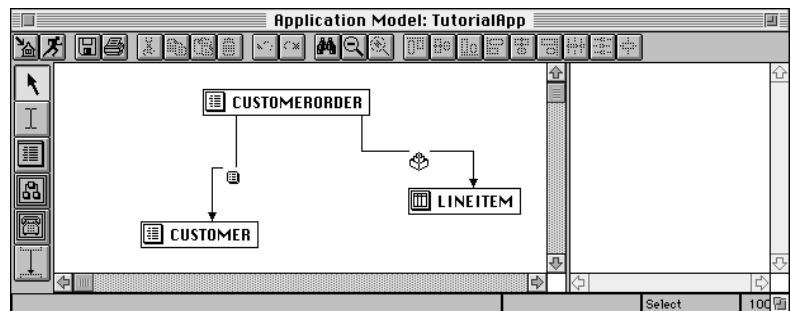 Application Model: TutorialApp
CUSTOMERORDER
LINEITEM
CUSTOMER
Select
100